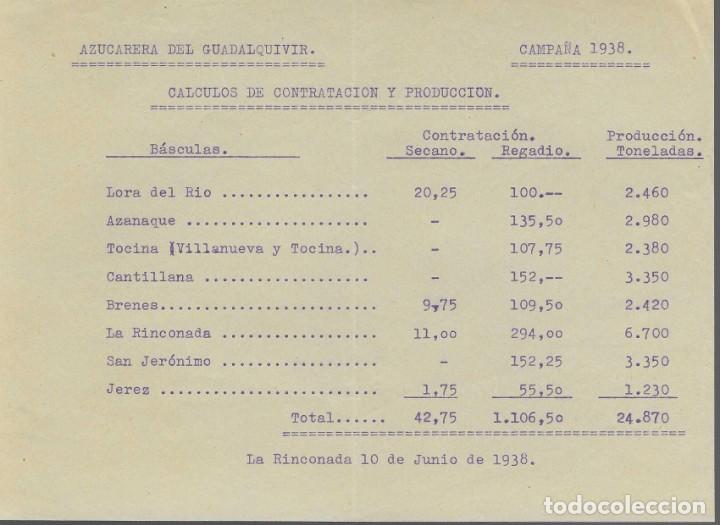 AZUCARERA DEL GUADALQUIVIR. CAMPAÑA 1938.
CALCULOS DE CONTRATACION Y PRODUCCION.
Contratación. Producción.
Básculas. Secano. Regadio. Toneladas.
Lora del Rio ................. 20,25 100.-- 2.460
Azanaque ..................... - 135,50 2.980
Tocina (Villanueva y Tocina.).. - 107,75 2.380
Cantillana ................... - 152,-- 3.350
Brenes........................ 9,75 109,50 2.420
La Rinconada ................. 11,00 294,00 6.700
San Jerónimo ................. - 152,25 3.350
Jerez ........................ 1,75 55,50 1.230
Total...... 42,75 1.106,50 24.870
La Rinconada 10 de Junio de 1938.
todocoleccion